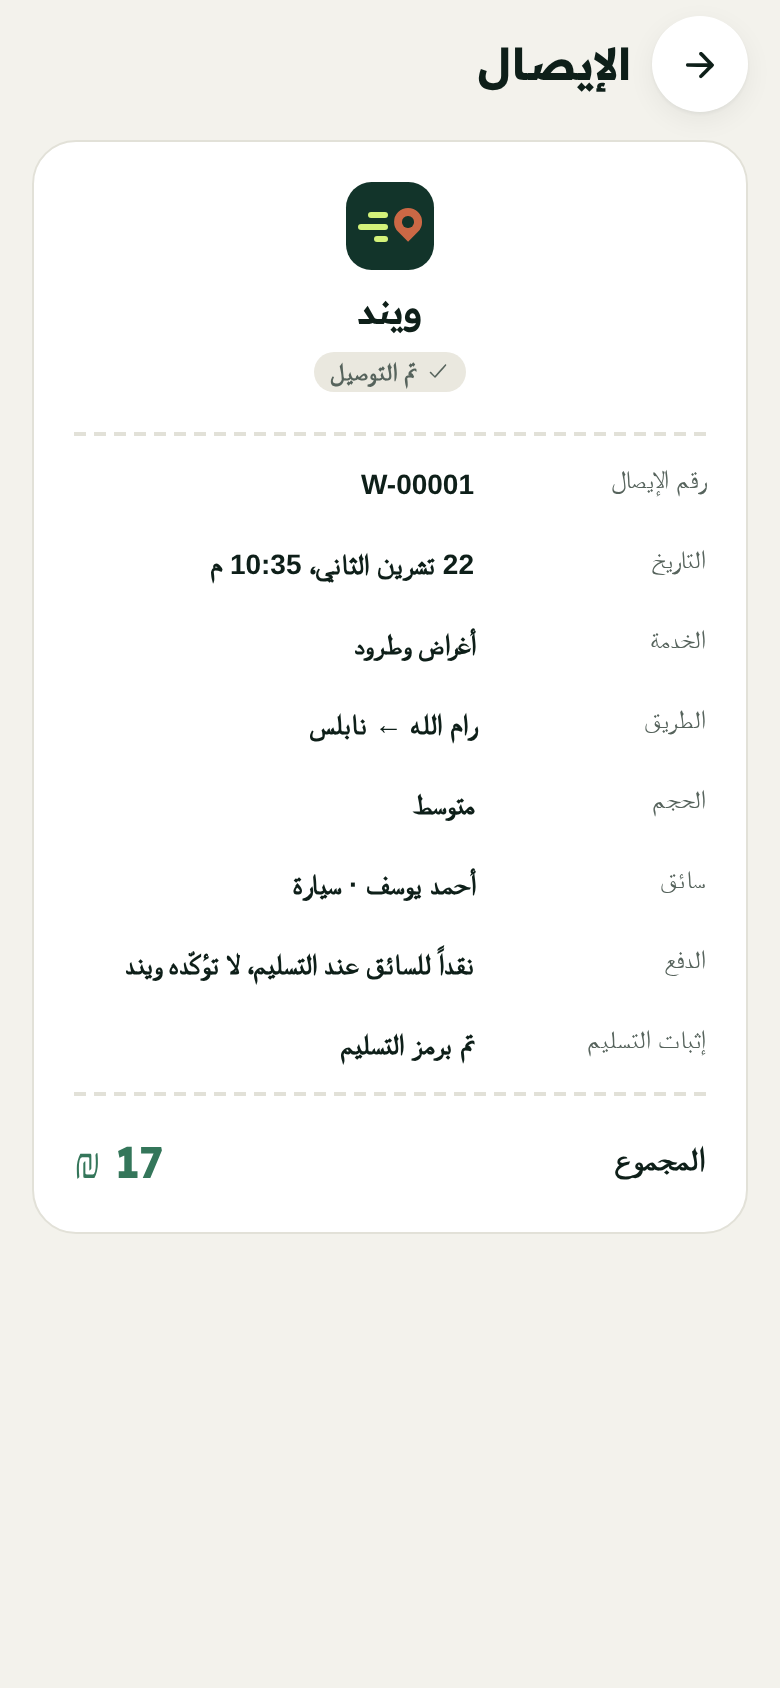 الإيصال
ويند
تم التوصيل
رقم الإيصال W-00001
التاريخ 22 تشرين الثاني، 10:35 م
الخدمة أغراض وطرود
الطريق رام الله ← نابلس
الحجم متوسط
سائق أحمد يوسف · سيارة
الدفع نقداً للسائق عند التسليم، لا تؤكّده ويند
إثبات التسليم تم برمز التسليم
المجموع 17 ₪